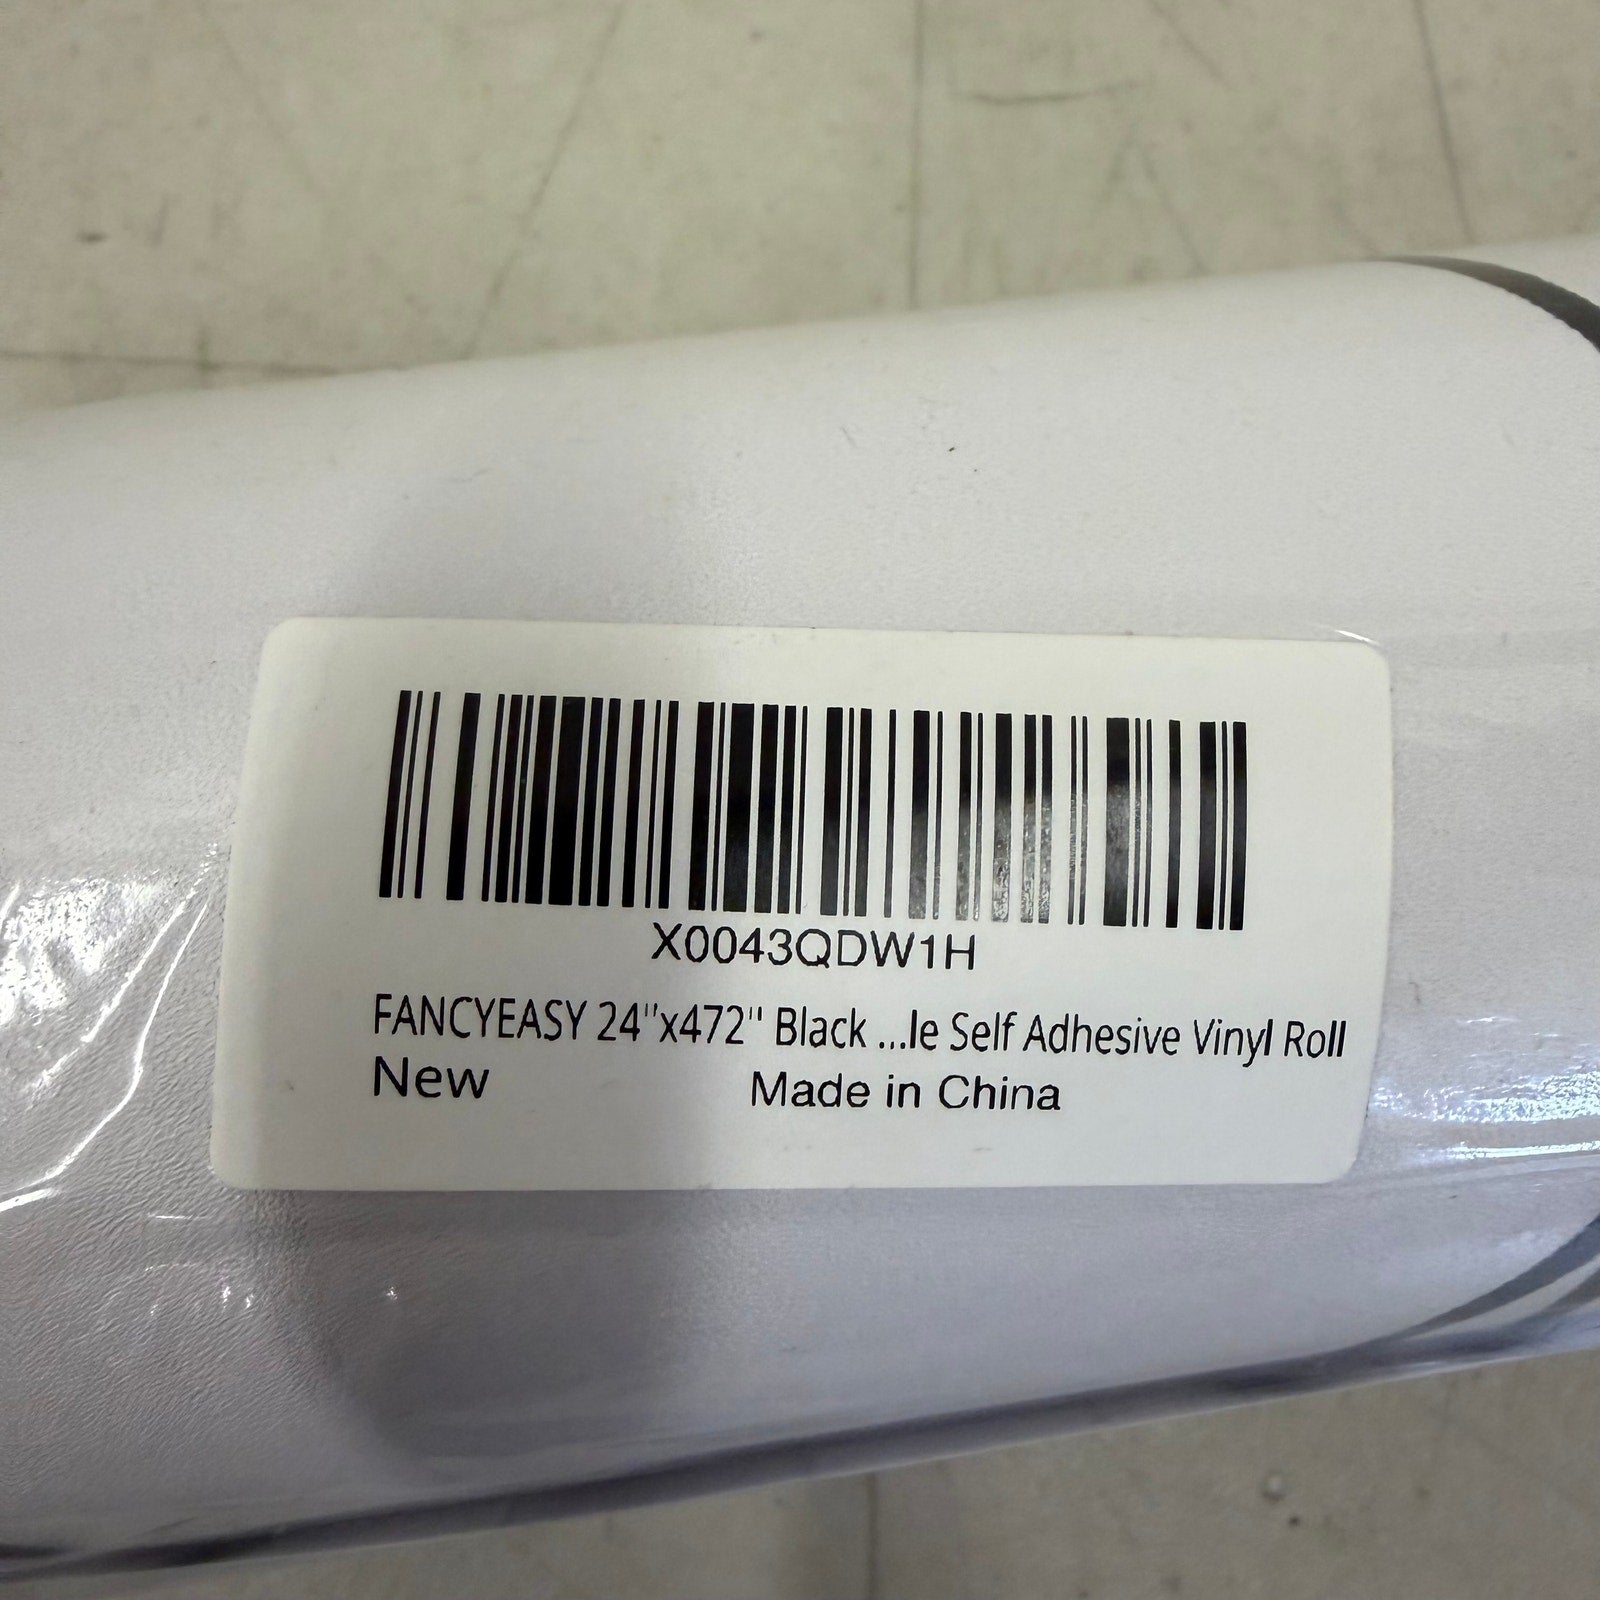 X0043QDW1H
FANCYEASY 24"x472" Black ...le Self Adhesive Vinyl Roll
New Made in China